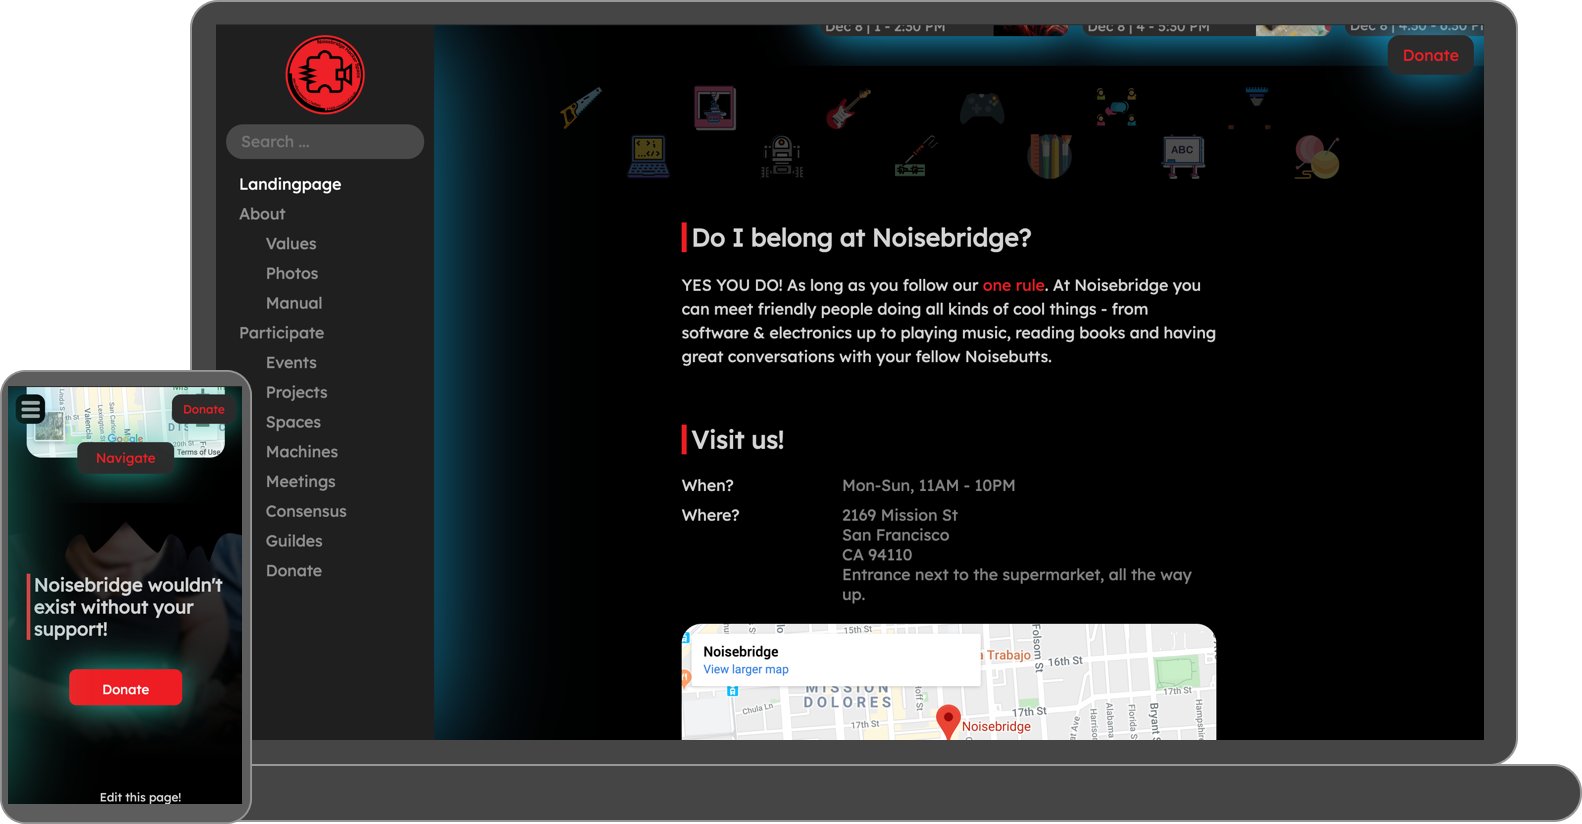 Dec 8 | 1 - 2:30 PM
Dec 8 | 4 - 5:30 PM
Dec 8 | 4:30 - 6:30 PM
Donate
Search ...
Landingpage
About
Values
Photos
Manual
Participate
Events
Projects
Spaces
Machines
Meetings
Consensus
Guildes
Donate
ABC
Do I belong at Noisebridge?
YES YOU DO! As long as you follow our one rule. At Noisebridge you
can meet friendly people doing all kinds of cool things - from
software & electronics up to playing music, reading books and having
great conversations with your fellow Noisebutts.
Visit us!
When? Mon-Sun, 11AM - 10PM
Where? 2169 Mission St
San Francisco
CA 94110
Entrance next to the supermarket, all the way
up.
15th St
Noisebridge
View larger map
Trabajo
16th St
Folsom St
MISSION
DOLORES
Chula Ln
17th St
17th St
17th St
Noisebridge
Harrison
Alabama
Florida S
Bryant
Hampshire
Donate
Valencia
Lexington St
San Carlos
Google
20th St
Terms of Use
Navigate
Noisebridge wouldn't
exist without your
support!
Donate
Edit this page!